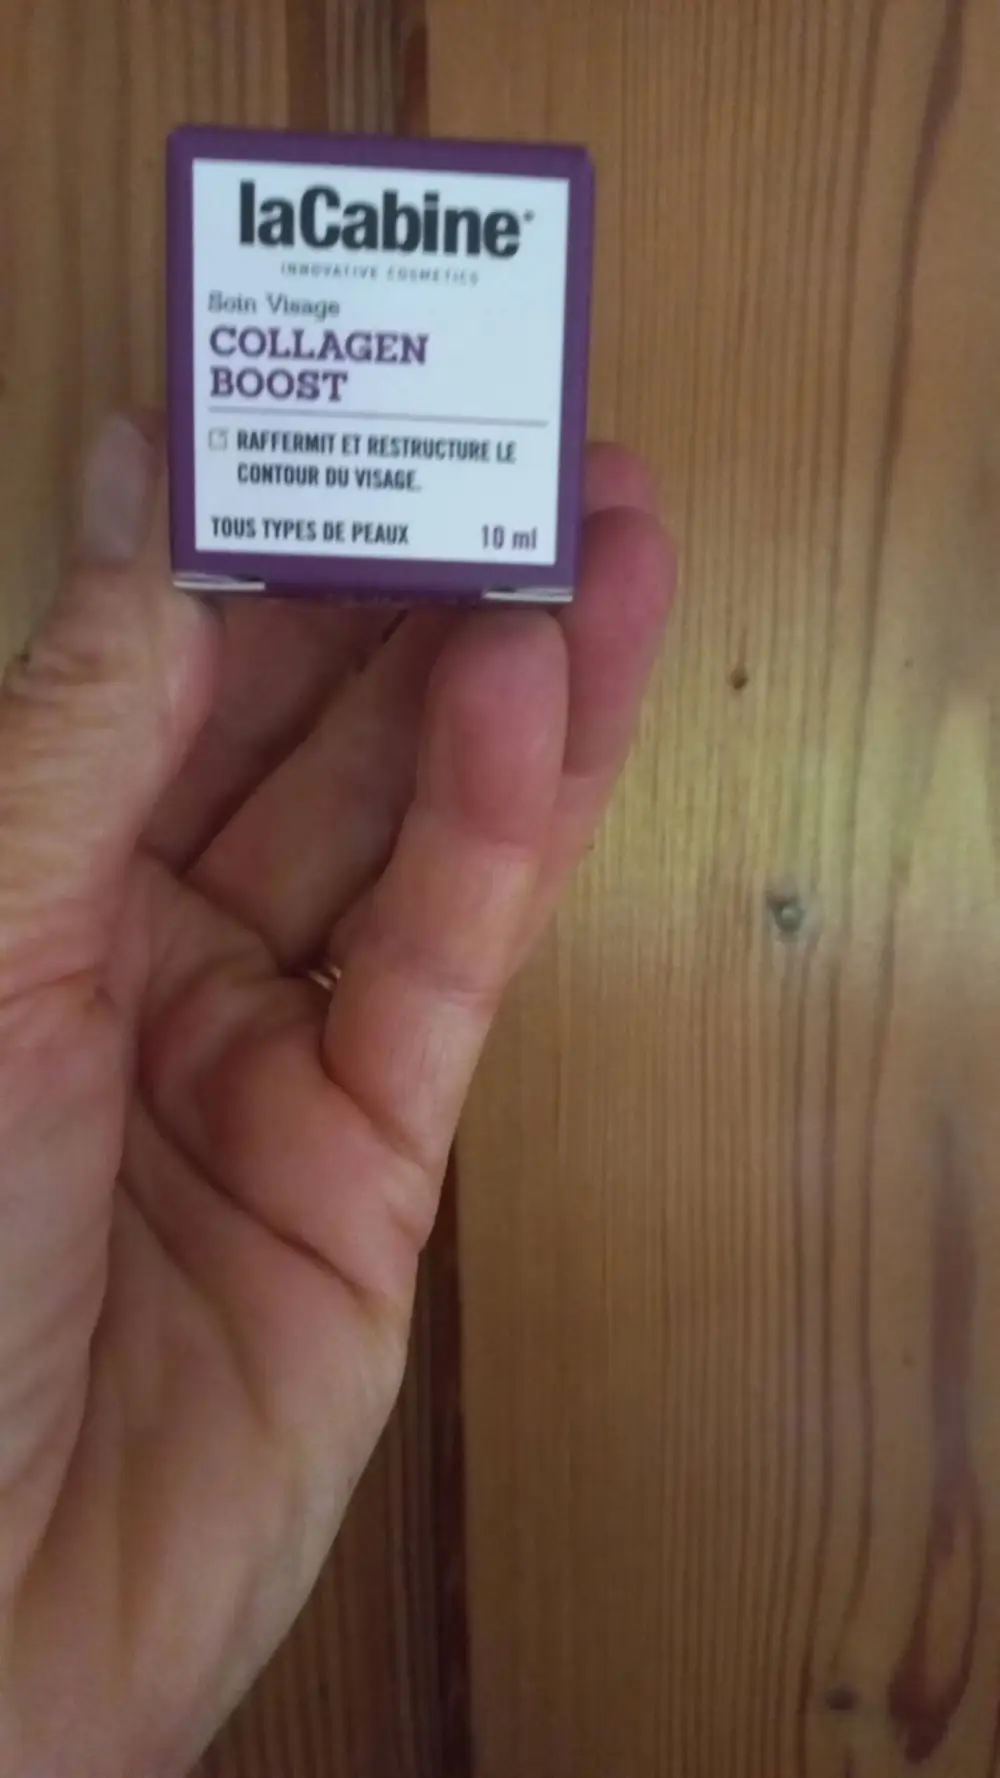 laCabine
INNOVATIVE COSMETICS
Soin Visage
COLLAGEN
BOOST
RAFFERMIT ET RESTRUCTURE LE
CONTOUR DU VISAGE.
TOUS TYPES DE PEAUX 10 ml